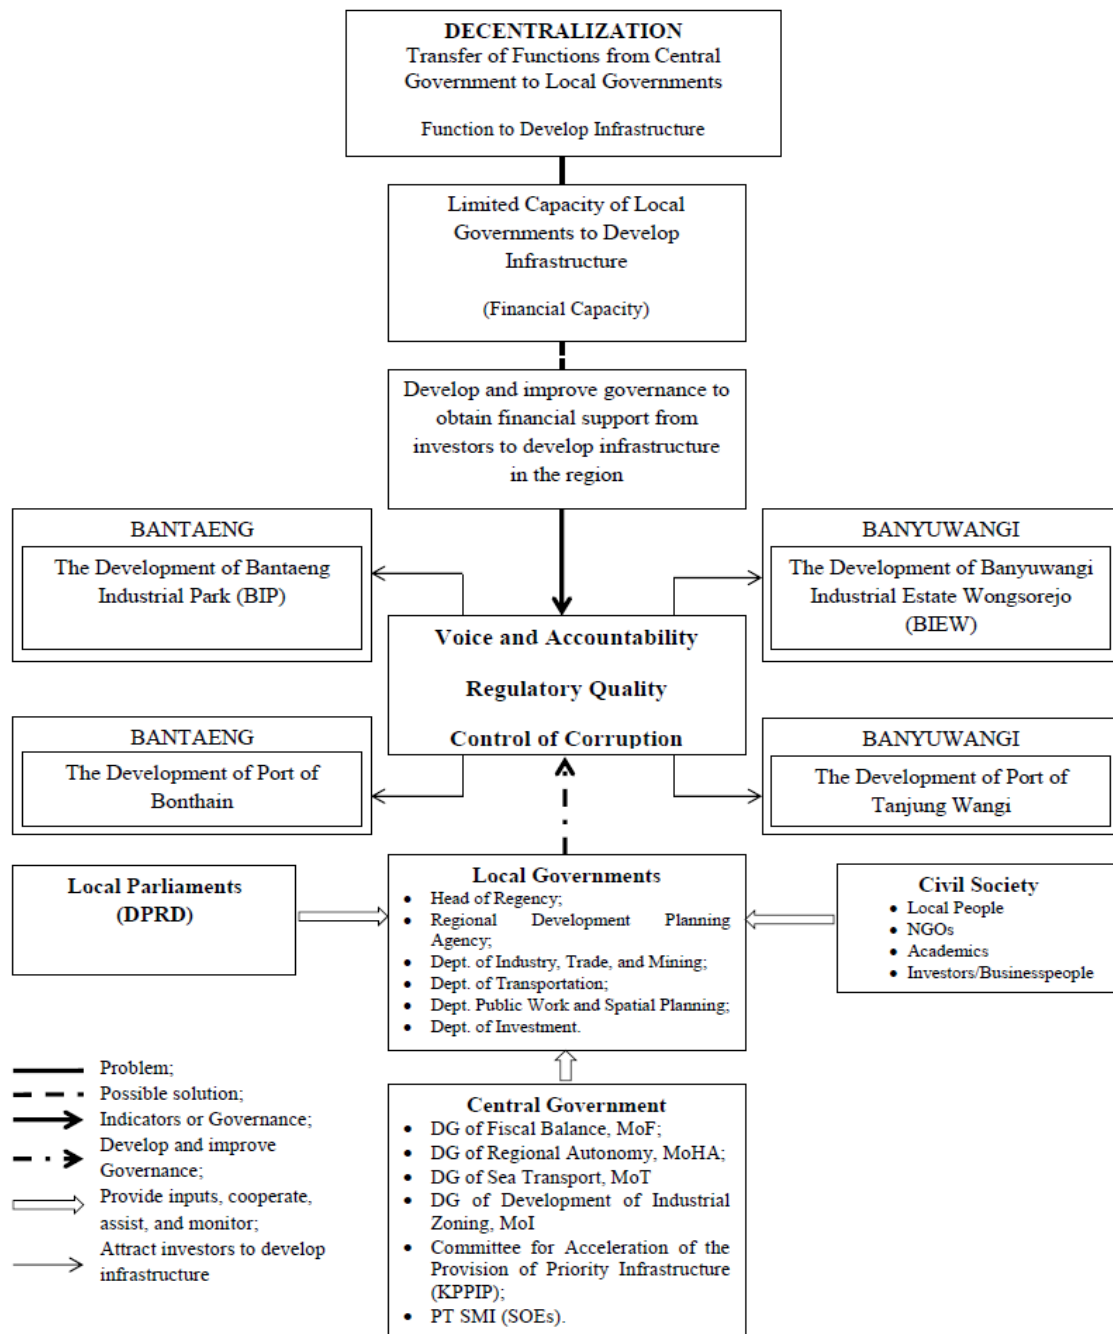 DECENTRALIZATION
Transfer of Functions from Central
Government to Local Governments
Function to Develop Infrastructure
Limited Capacity of Local
Governments to Develop
Infrastructure
(Financial Capacity)
Develop and improve governance to
obtain financial support from
investors to develop infrastructure
in the region
BANTAENG
The Development of Bantaeng
Industrial Park (BIP)
BANYUWANGI
The Development of Banyuwangi
Industrial Estate Wongsorejo
(BIEW)
Voice and Accountability
Regulatory Quality
Control of Corruption
BANTAENG
The Development of Port of
Bonthain
BANYUWANGI
The Development of Port of
Tanjung Wangi
Local Parliaments
(DPRD)
Local Governments
• Head of Regency;
• Regional Development Planning
Agency;
• Dept. of Industry, Trade, and Mining;
• Dept. of Transportation;
• Dept. Public Work and Spatial Planning;
• Dept. of Investment.
Civil Society
• Local People
• NGOs
• Academics
• Investors/Businesspeople
Problem;
Possible solution;
Indicators or Governance;
Develop and improve
Governance;
Provide inputs, cooperate,
assist, and monitor;
Attract investors to develop
infrastructure
Central Government
• DG of Fiscal Balance, MoF;
• DG of Regional Autonomy, MoHA;
• DG of Sea Transport, MoT
• DG of Development of Industrial
Zoning, MoI
• Committee for Acceleration of the
Provision of Priority Infrastructure
(KPPIP);
• PT SMI (SOEs).